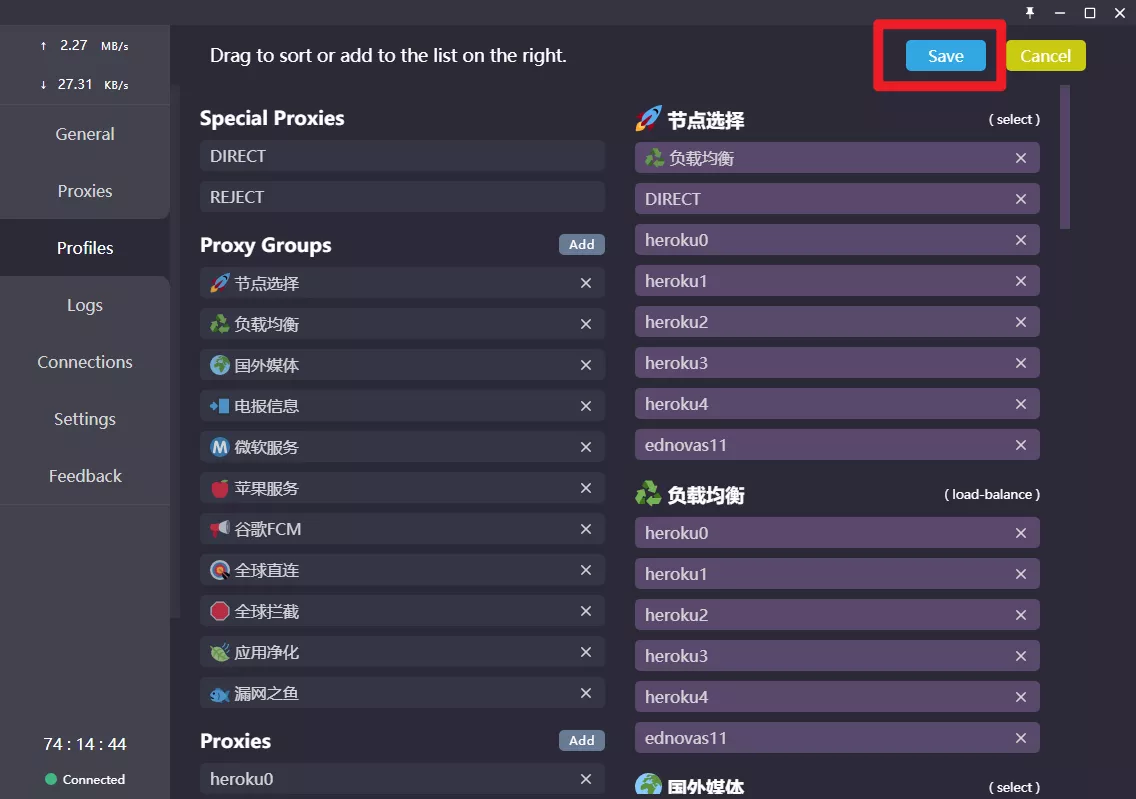 ↑ 2.27 MB/s
↓ 27.31 KB/s
General
Proxies
Profiles
Logs
Connections
Settings
Feedback
74 : 14 : 44
Connected
Drag to sort or add to the list on the right.
Save
Cancel
Special Proxies
DIRECT
REJECT
Proxy Groups
Add
节点选择
负载均衡
国外媒体
电报信息
微软服务
苹果服务
谷歌FCM
全球直连
全球拦截
应用净化
漏网之鱼
Proxies
Add
heroku0
节点选择
( select )
负载均衡
DIRECT
heroku0
heroku1
heroku2
heroku3
heroku4
ednovas11
负载均衡
( load-balance )
heroku0
heroku1
heroku2
heroku3
heroku4
ednovas11
国外媒体
( select )